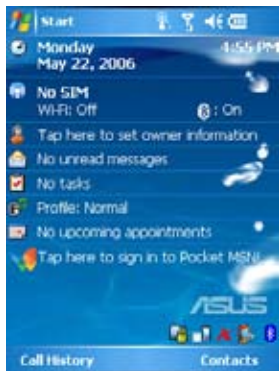 Start
Monday 4:55 PM
May 22, 2006
No SIM
Wi-Fi: Off : On
Tap here to set owner information
No unread messages
No tasks
Profile: Normal
No upcoming appointments
Tap here to sign in to Pocket MSN!
ASUS
Call History Contacts